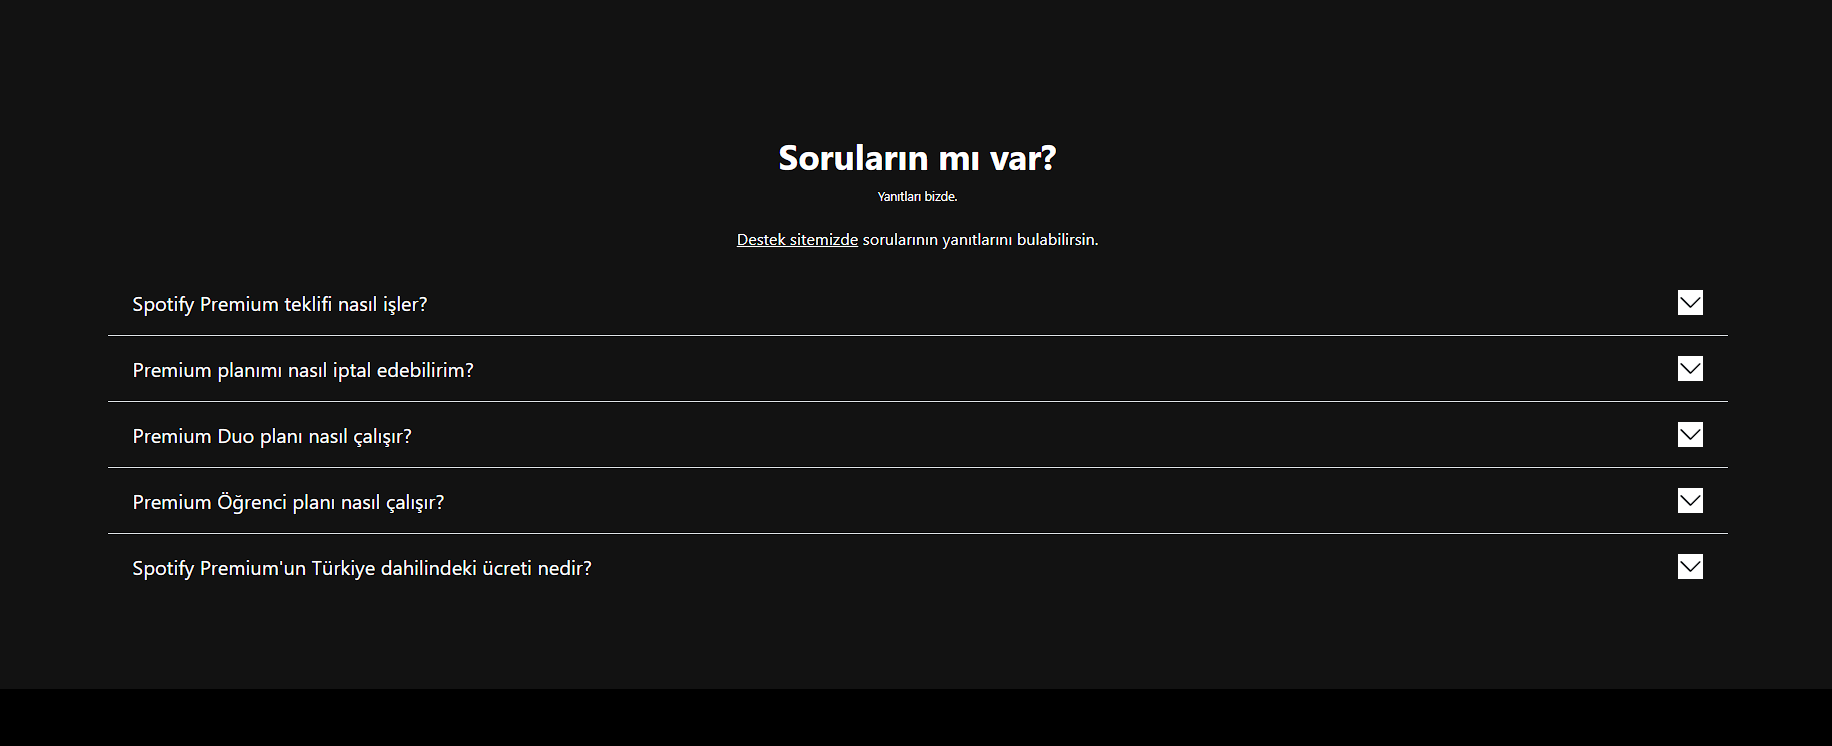 Soruların mı var?
Yanıtları bizde.
Destek sitemizde sorularının yanıtlarını bulabilirsin.
Spotify Premium teklifi nasıl işler?
Premium planımı nasıl iptal edebilirim?
Premium Duo planı nasıl çalışır?
Premium Öğrenci planı nasıl çalışır?
Spotify Premium'un Türkiye dahilindeki ücreti nedir?